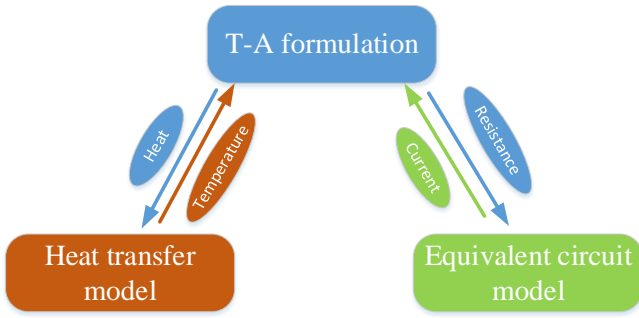 T-A formulation
Heat
Temperature
Current
Resistance
Heat transfer
model
Equivalent circuit
model